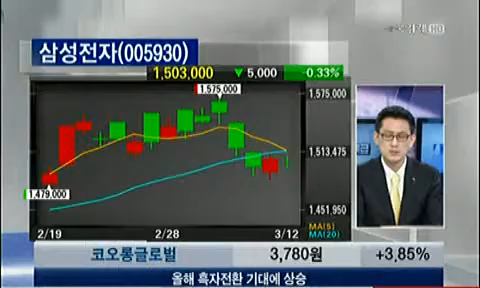 삼성전자(005930)
1,503,000 ▼5,000 -0.33%
1,575,000
1,575,000
1,513,475
1,479,000
1,451,950
MA(5)
MA(20)
2/19 2/28 3/12
코오롱글로벌 3,780원 +3.85%
올해 흑자전환 기대에 상승